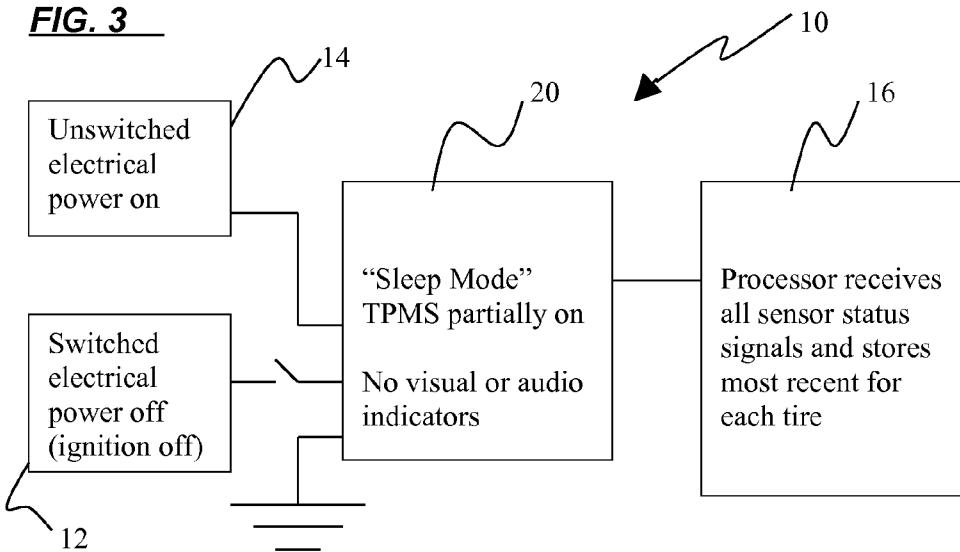 FIG. 3
10
14
20
16
Unswitched
electrical
power on
"Sleep Mode"
TPMS partially on
No visual or audio
indicators
Processor receives
all sensor status
signals and stores
most recent for
each tire
Switched
electrical
power off
(ignition off)
12